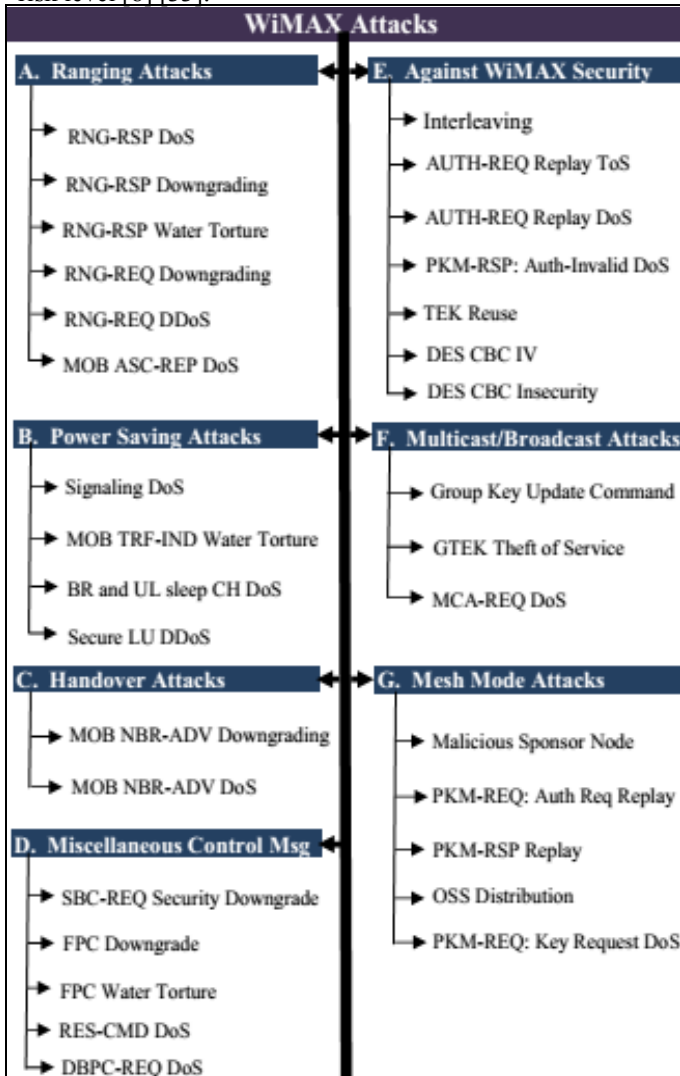 WiMAX Attacks
A. Ranging Attacks
RNG-RSP DoS
RNG-RSP Downgrading
RNG-RSP Water Torture
RNG-REQ Downgrading
RNG-REQ DDoS
MOB ASC-REP DoS
B. Power Saving Attacks
Signaling DoS
MOB TRF-IND Water Torture
BR and UL sleep CH DoS
Secure LU DDoS
C. Handover Attacks
MOB NBR-ADV Downgrading
MOB NBR-ADV DoS
D. Miscellaneous Control Msg
SBC-REQ Security Downgrade
FPC Downgrade
FPC Water Torture
RES-CMD DoS
DBPC-REQ DoS
E. Against WiMAX Security
Interleaving
AUTH-REQ Replay ToS
AUTH-REQ Replay DoS
PKM-RSP: Auth-Invalid DoS
TEK Reuse
DES CBC IV
DES CBC Insecurity
F. Multicast/Broadcast Attacks
Group Key Update Command
GTEK Theft of Service
MCA-REQ DoS
G. Mesh Mode Attacks
Malicious Sponsor Node
PKM-REQ: Auth Req Replay
PKM-RSP Replay
OSS Distribution
PKM-REQ: Key Request DoS